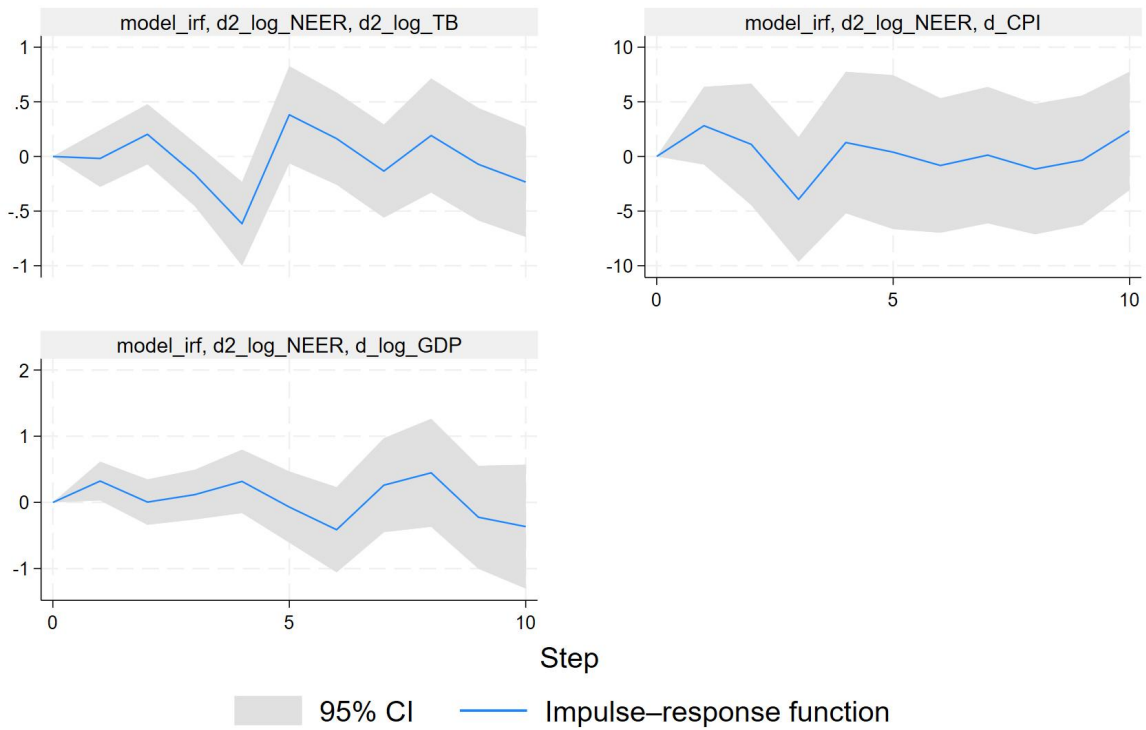 model_irf, d2_log_NEER, d2_log_TB
1
.5
0
-.5
-1
model_irf, d2_log_NEER, d_CPI
10
5
0
-5
-10
0 5 10
model_irf, d2_log_NEER, d_log_GDP
2
1
0
-1
0 5 10
Step
95% CI Impulse–response function